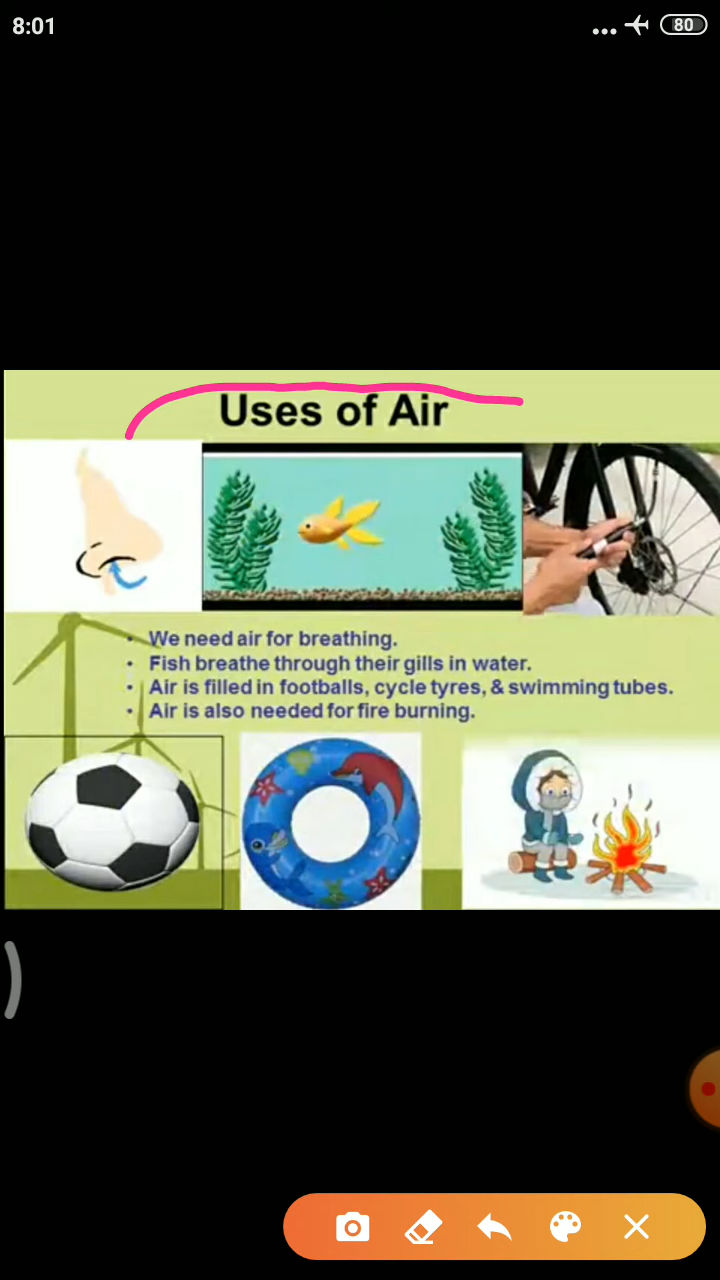 8:01
80
Uses of Air
• We need air for breathing.
• Fish breathe through their gills in water.
• Air is filled in footballs, cycle tyres, & swimming tubes.
• Air is also needed for fire burning.